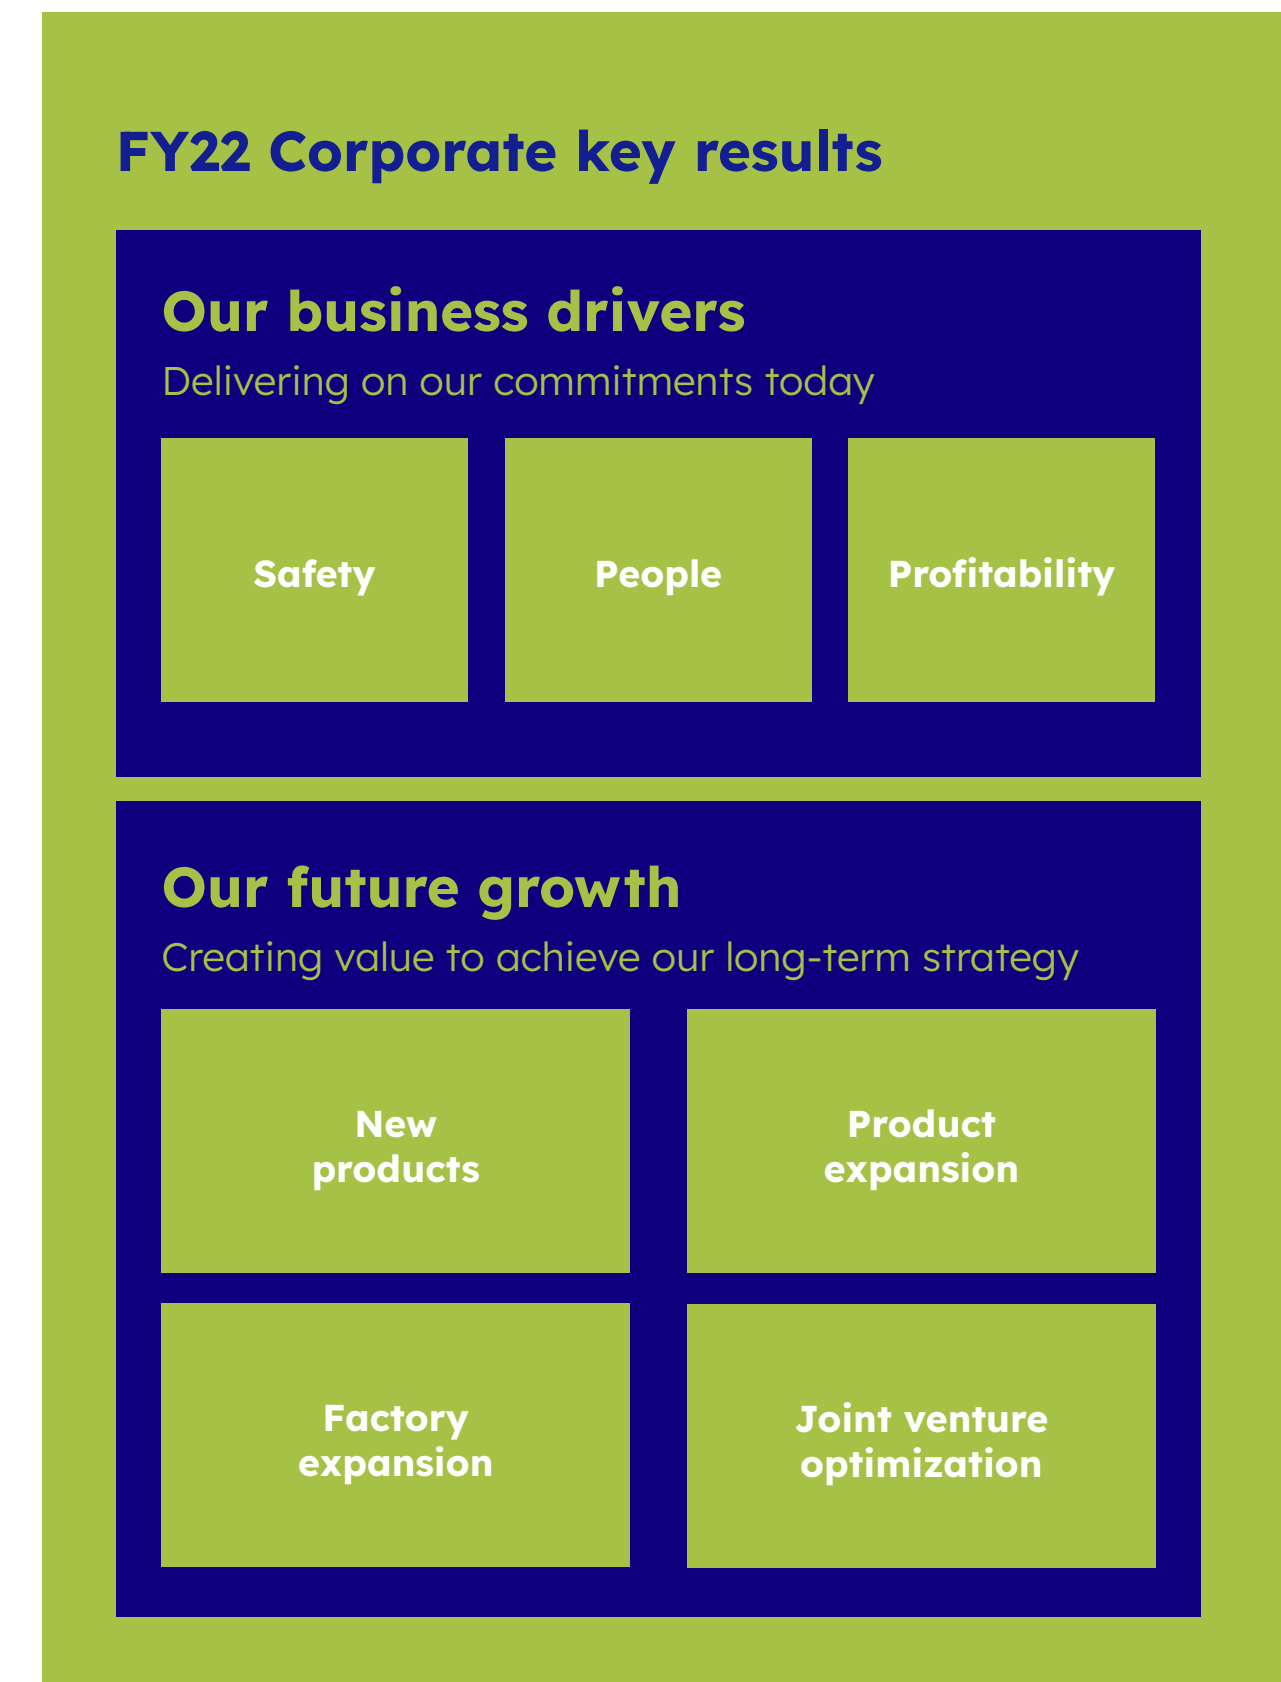 FY22 Corporate key results
Our business drivers
Delivering on our commitments today
Safety
People
Profitability
Our future growth
Creating value to achieve our long-term strategy
New
products
Product
expansion
Factory
expansion
Joint venture
optimization